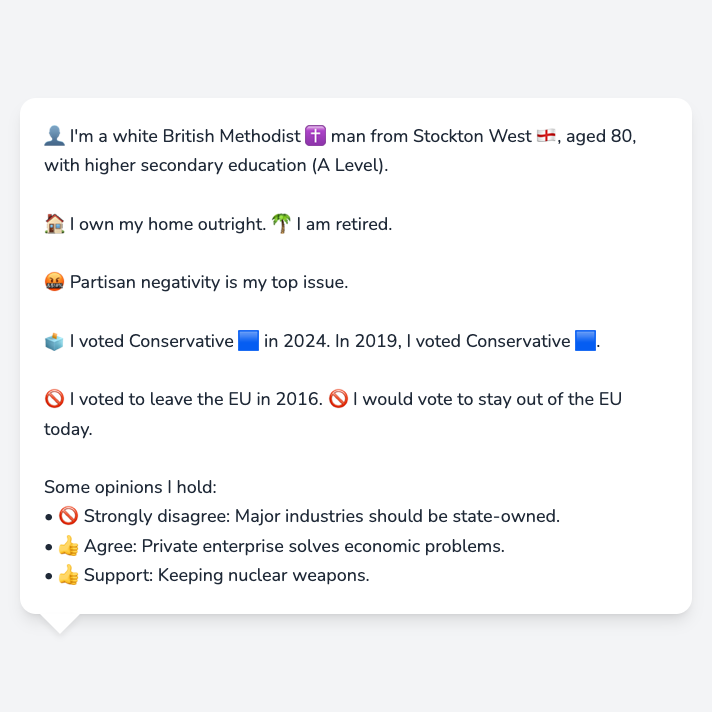 👤 I'm a white British Methodist ✝️ man from Stockton West 🏴󠁧󠁢󠁥󠁮󠁧󠁿, aged 80,
with higher secondary education (A Level).
🏠 I own my home outright. 🌴 I am retired.
🤬 Partisan negativity is my top issue.
🗳️ I voted Conservative 🟦 in 2024. In 2019, I voted Conservative 🟦.
🚫 I voted to leave the EU in 2016. 🚫 I would vote to stay out of the EU
today.
Some opinions I hold:
• 🚫 Strongly disagree: Major industries should be state-owned.
• 👍 Agree: Private enterprise solves economic problems.
• 👍 Support: Keeping nuclear weapons.